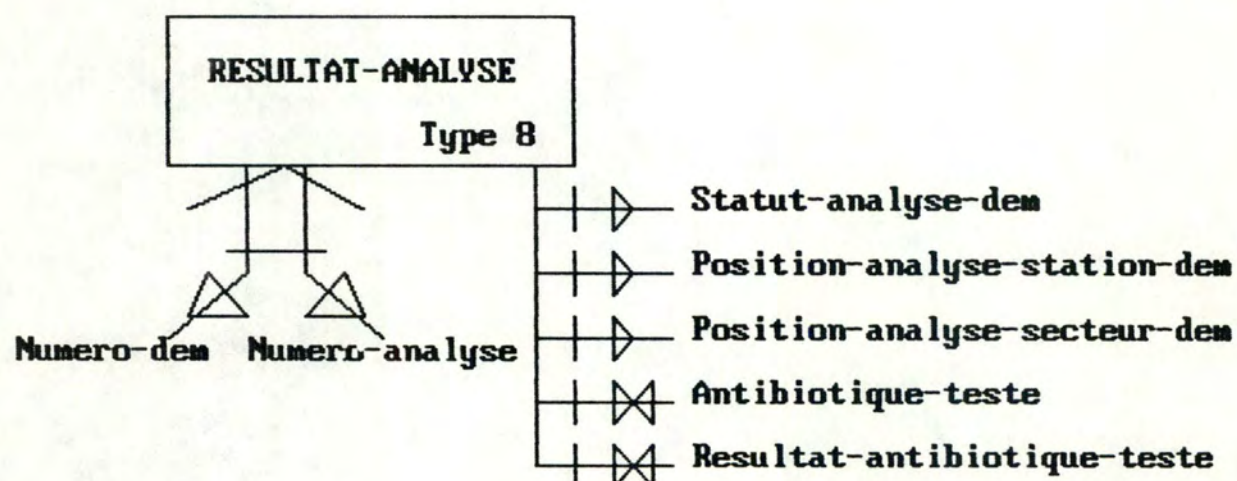 RESULTAT-ANALYSE
Type 8
Statut-analyse-dem
Position-analyse-station-dem
Position-analyse-secteur-dem
Numero-dem Numero-analyse
Antibiotique-teste
Resultat-antibiotique-teste